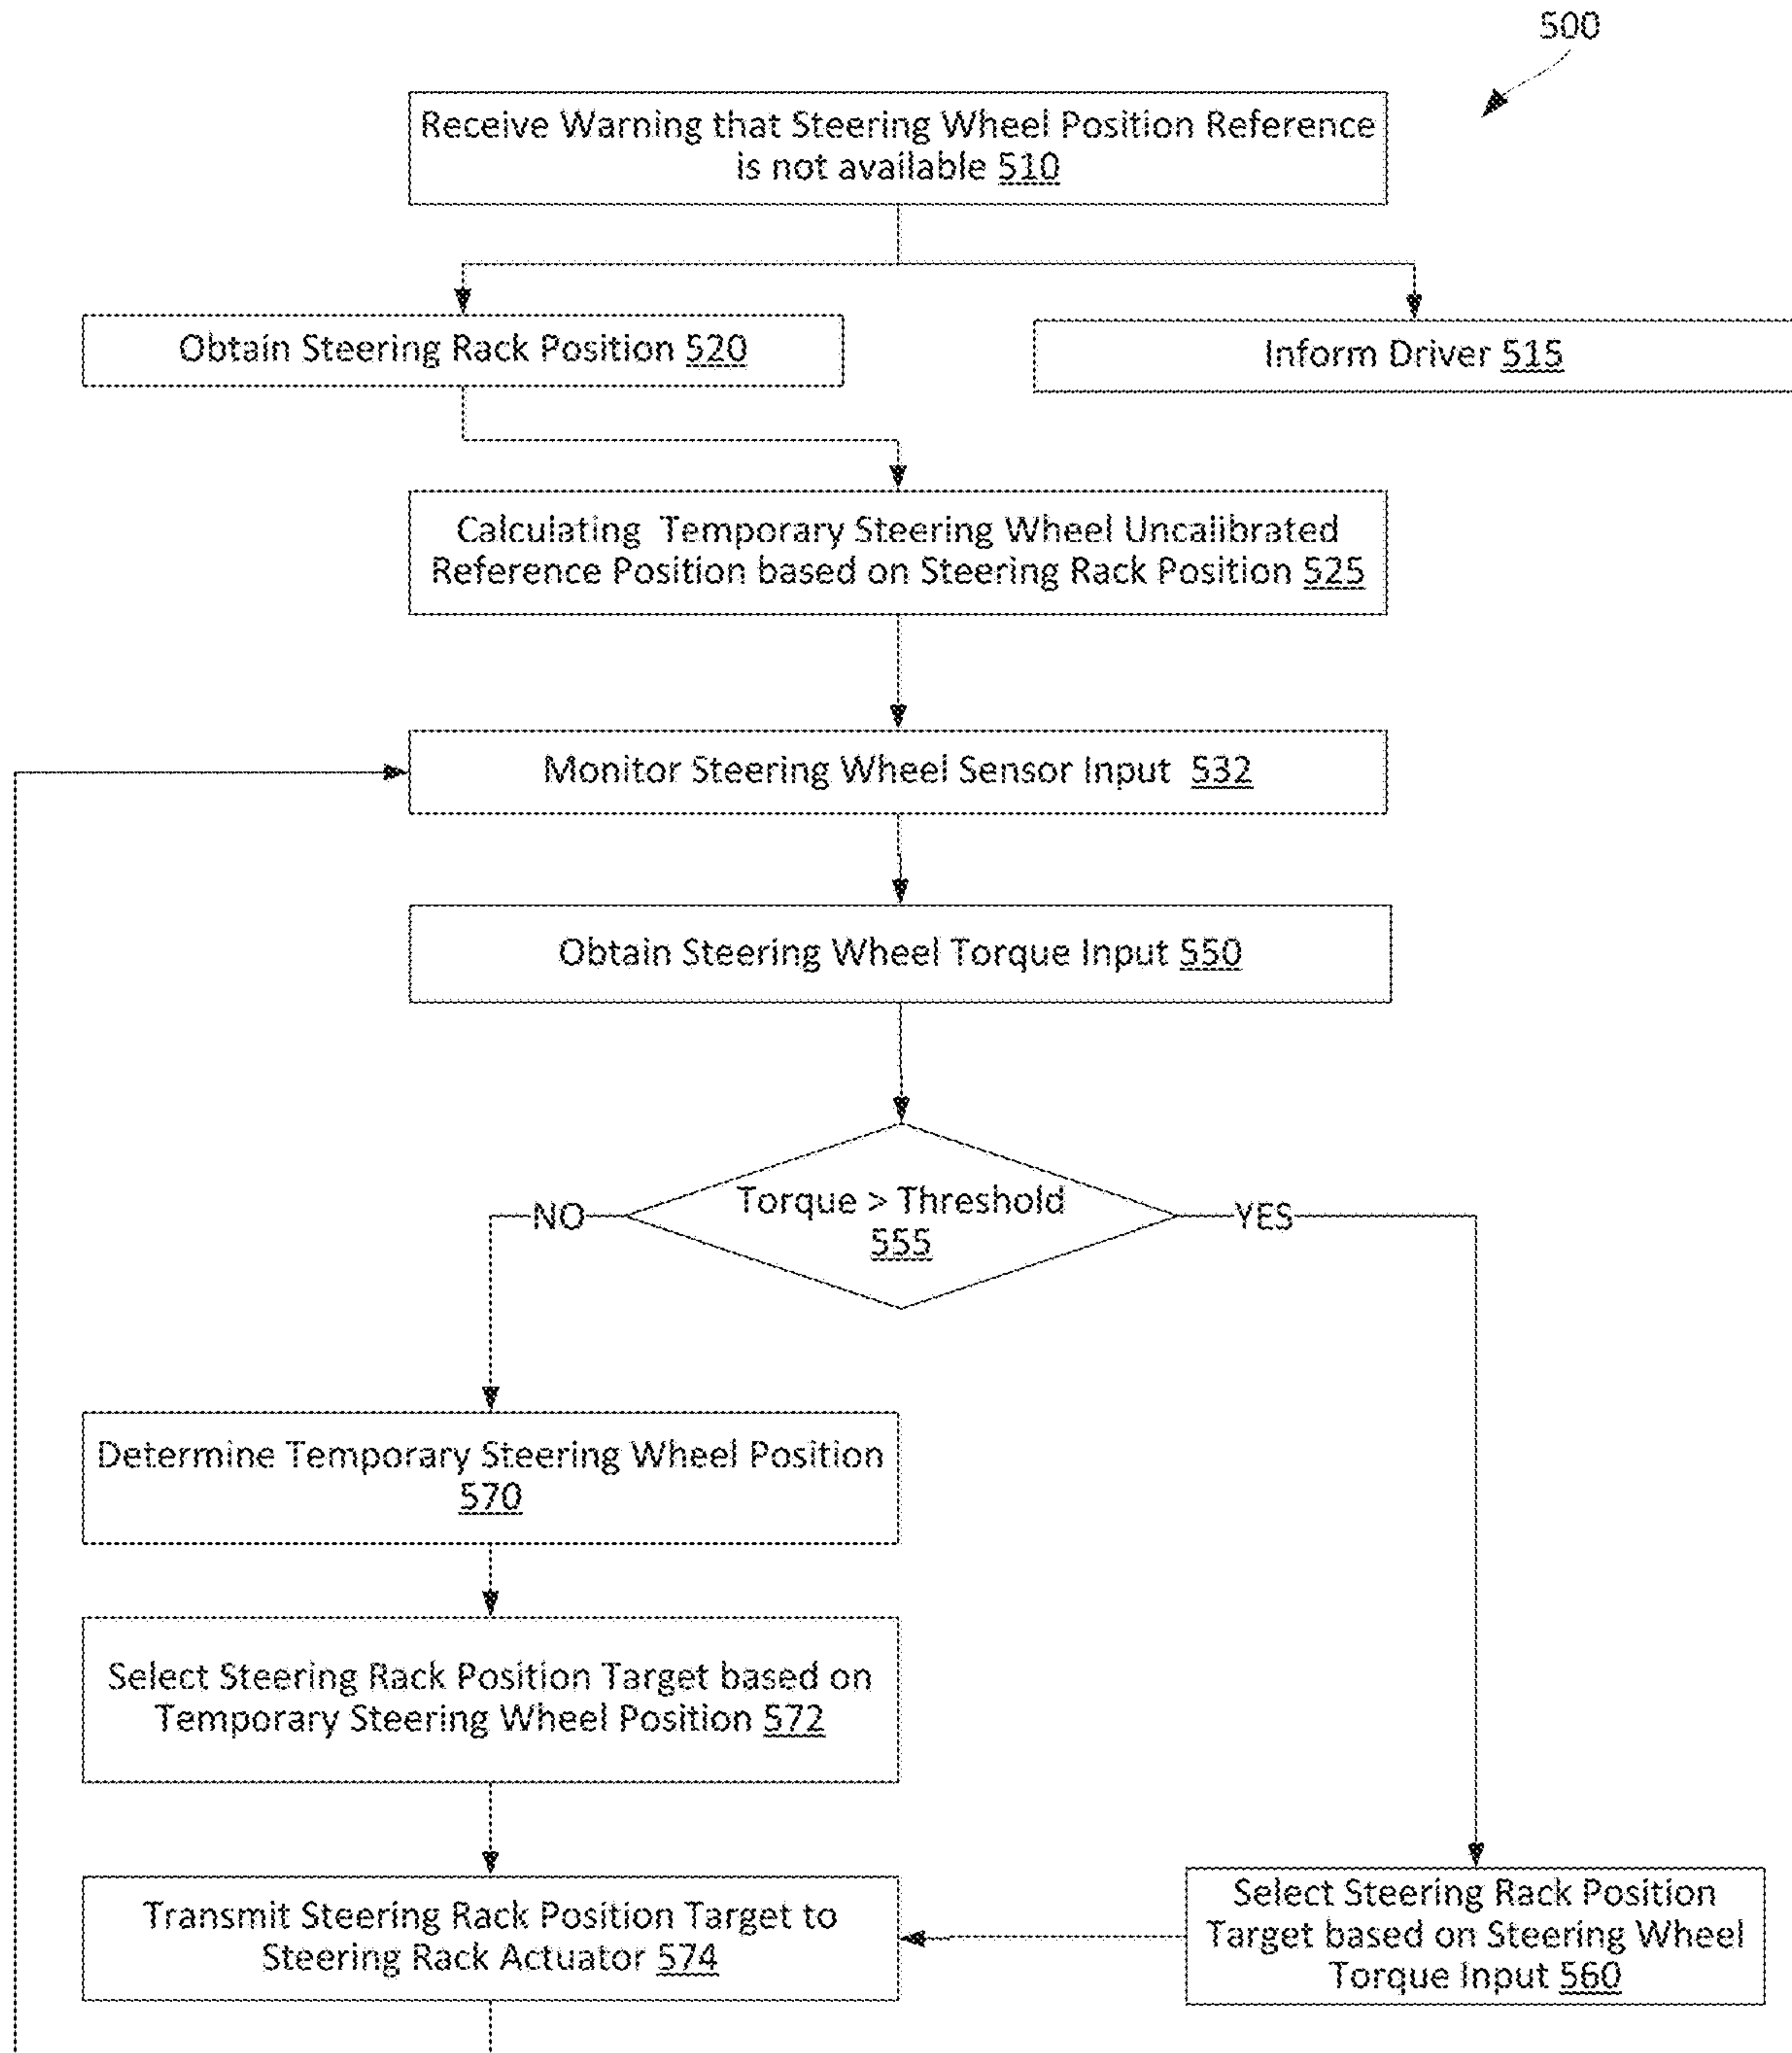 500
Receive Warning that Steering Wheel Position Reference
is not available 510
Obtain Steering Rack Position 520
Inform Driver 515
Calculating Temporary Steering Wheel Uncalibrated
Reference Position based on Steering Rack Position 525
Monitor Steering Wheel Sensor Input 532
Obtain Steering Wheel Torque Input 550
Torque > Threshold
555
NO
YES
Determine Temporary Steering Wheel Position
570
Select Steering Rack Position Target based on
Temporary Steering Wheel Position 572
Transmit Steering Rack Position Target to
Steering Rack Actuator 574
Select Steering Rack Position
Target based on Steering Wheel
Torque Input 560